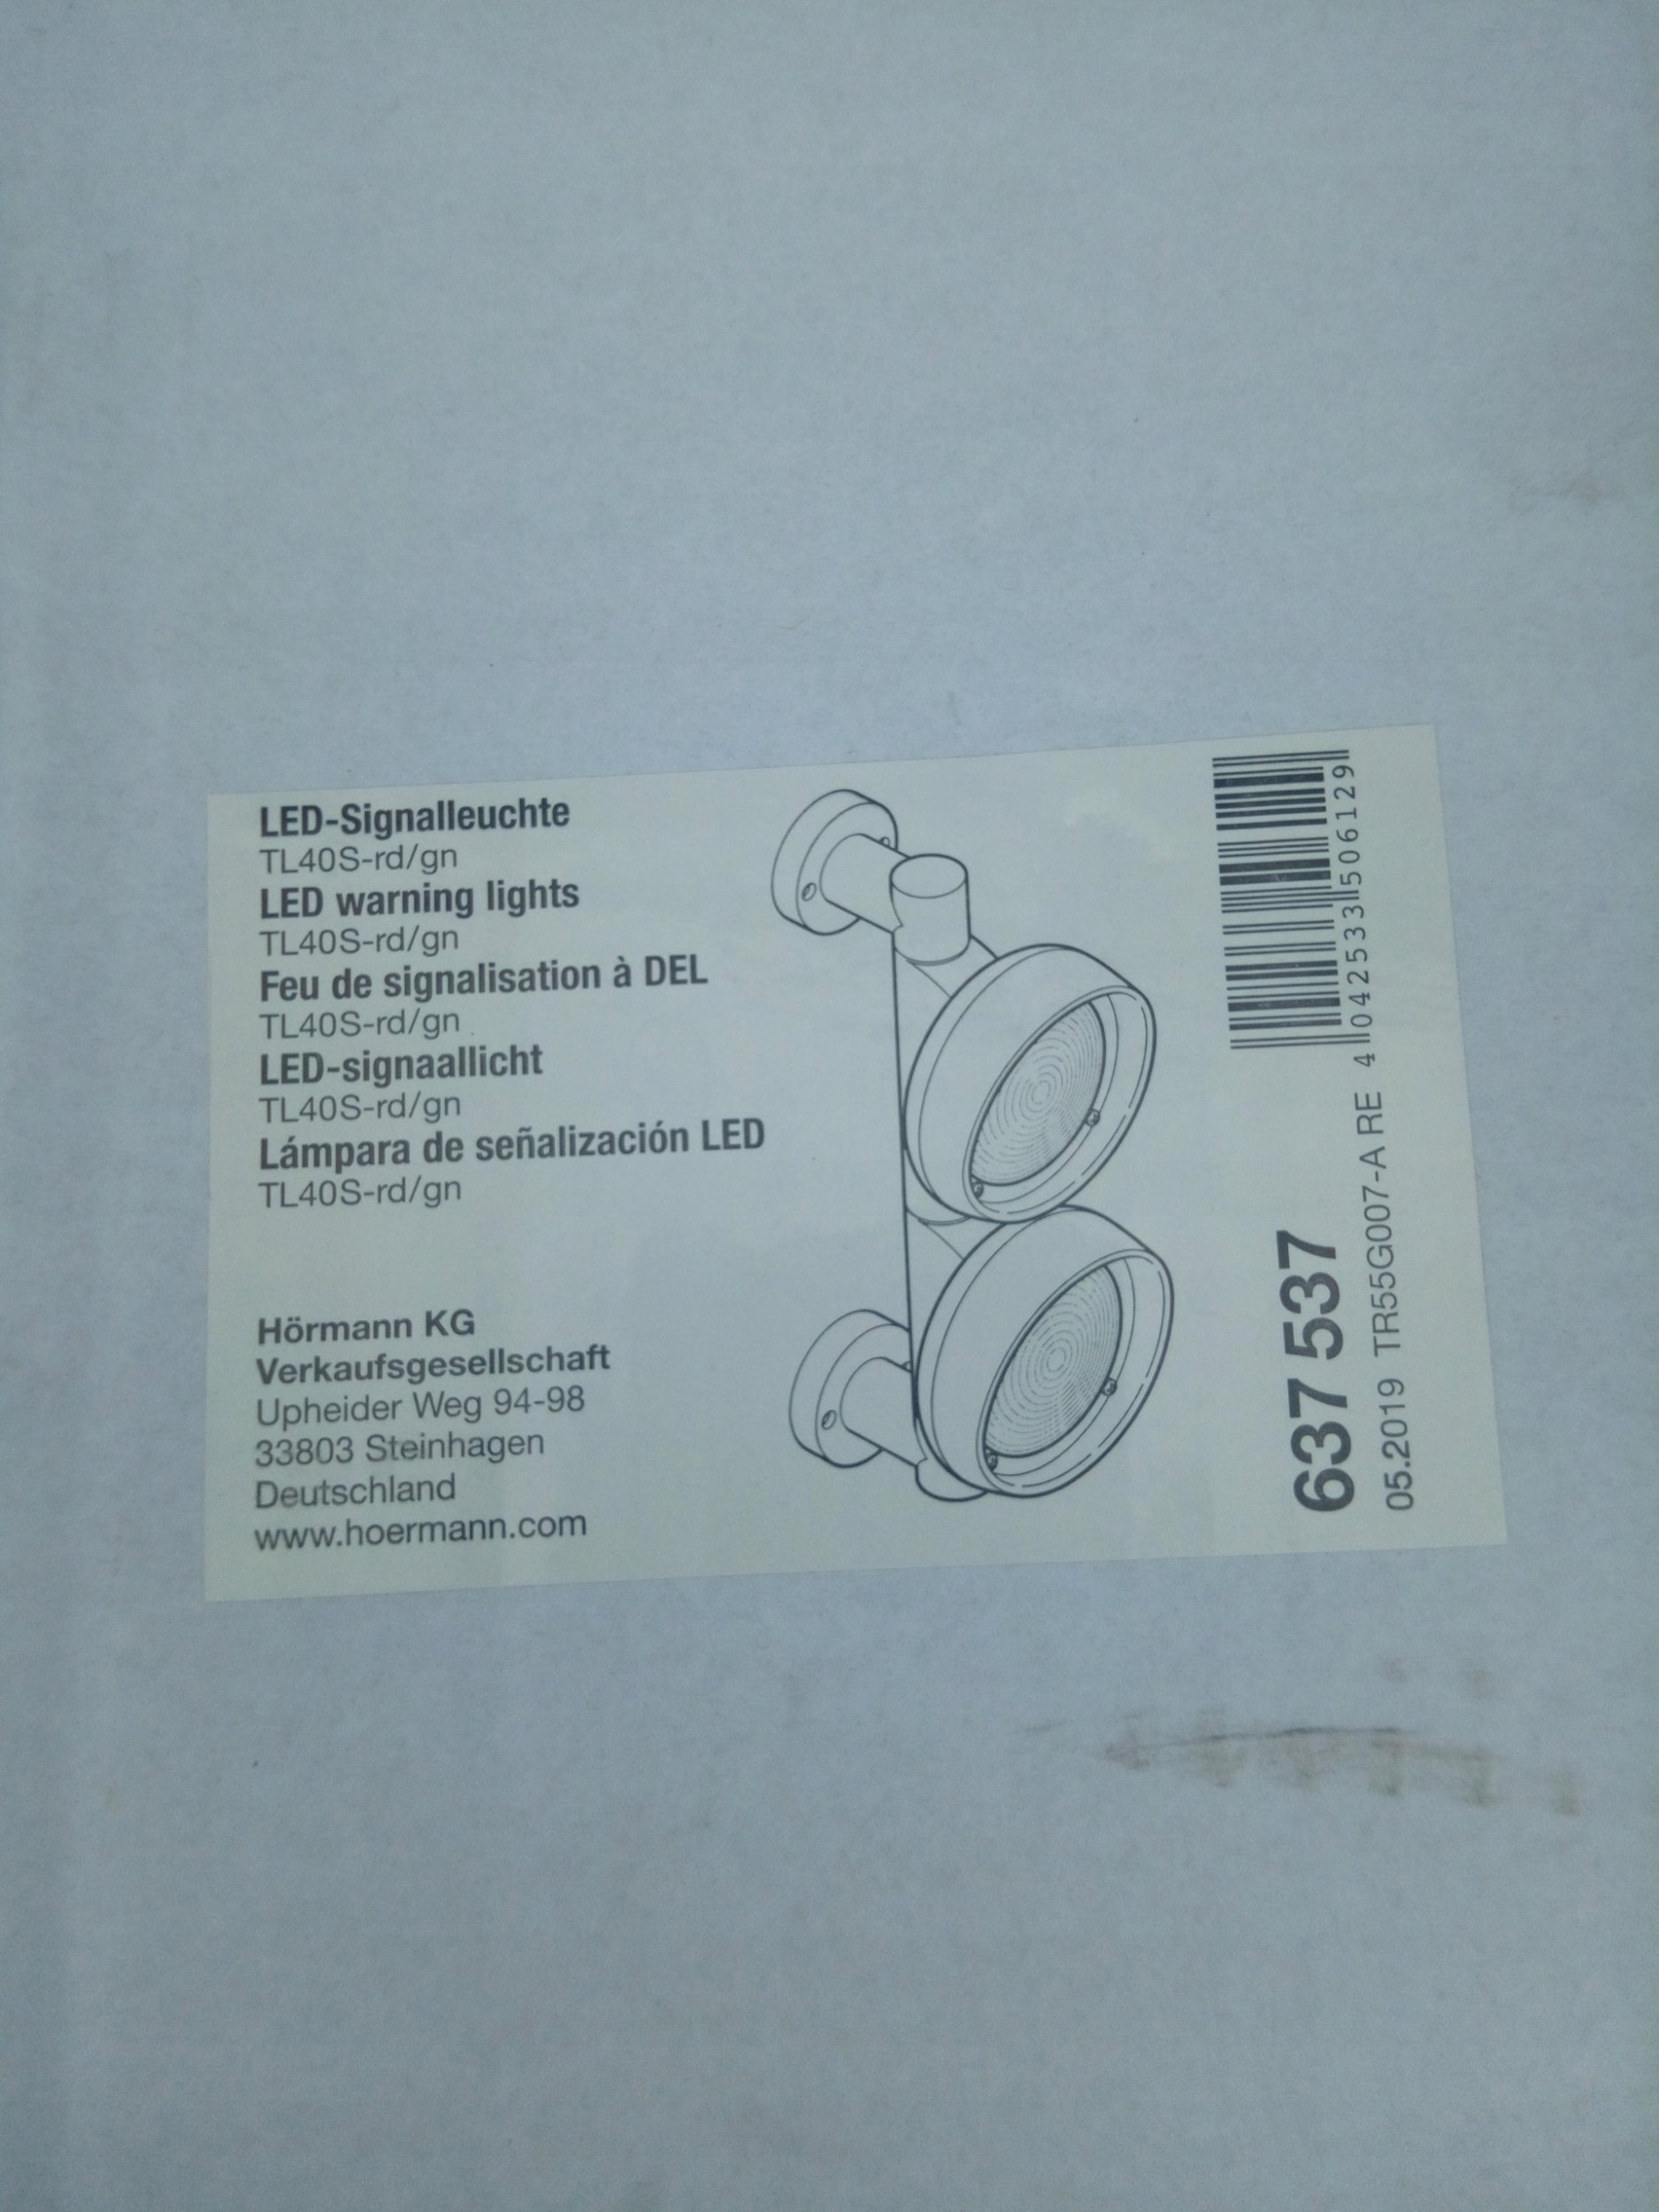 LED-Signalleuchte
TL40S-rd/gn
LED warning lights
TL40S-rd/gn
Feu de signalisation à DEL
TL40S-rd/gn
LED-signaallicht
TL40S-rd/gn
Lámpara de señalización LED
TL40S-rd/gn
Hörmann KG
Verkaufsgesellschaft
Upheider Weg 94-98
33803 Steinhagen
Deutschland
www.hoermann.com
637 537
05.2019 TR55G007-A RE
4 042533 506129